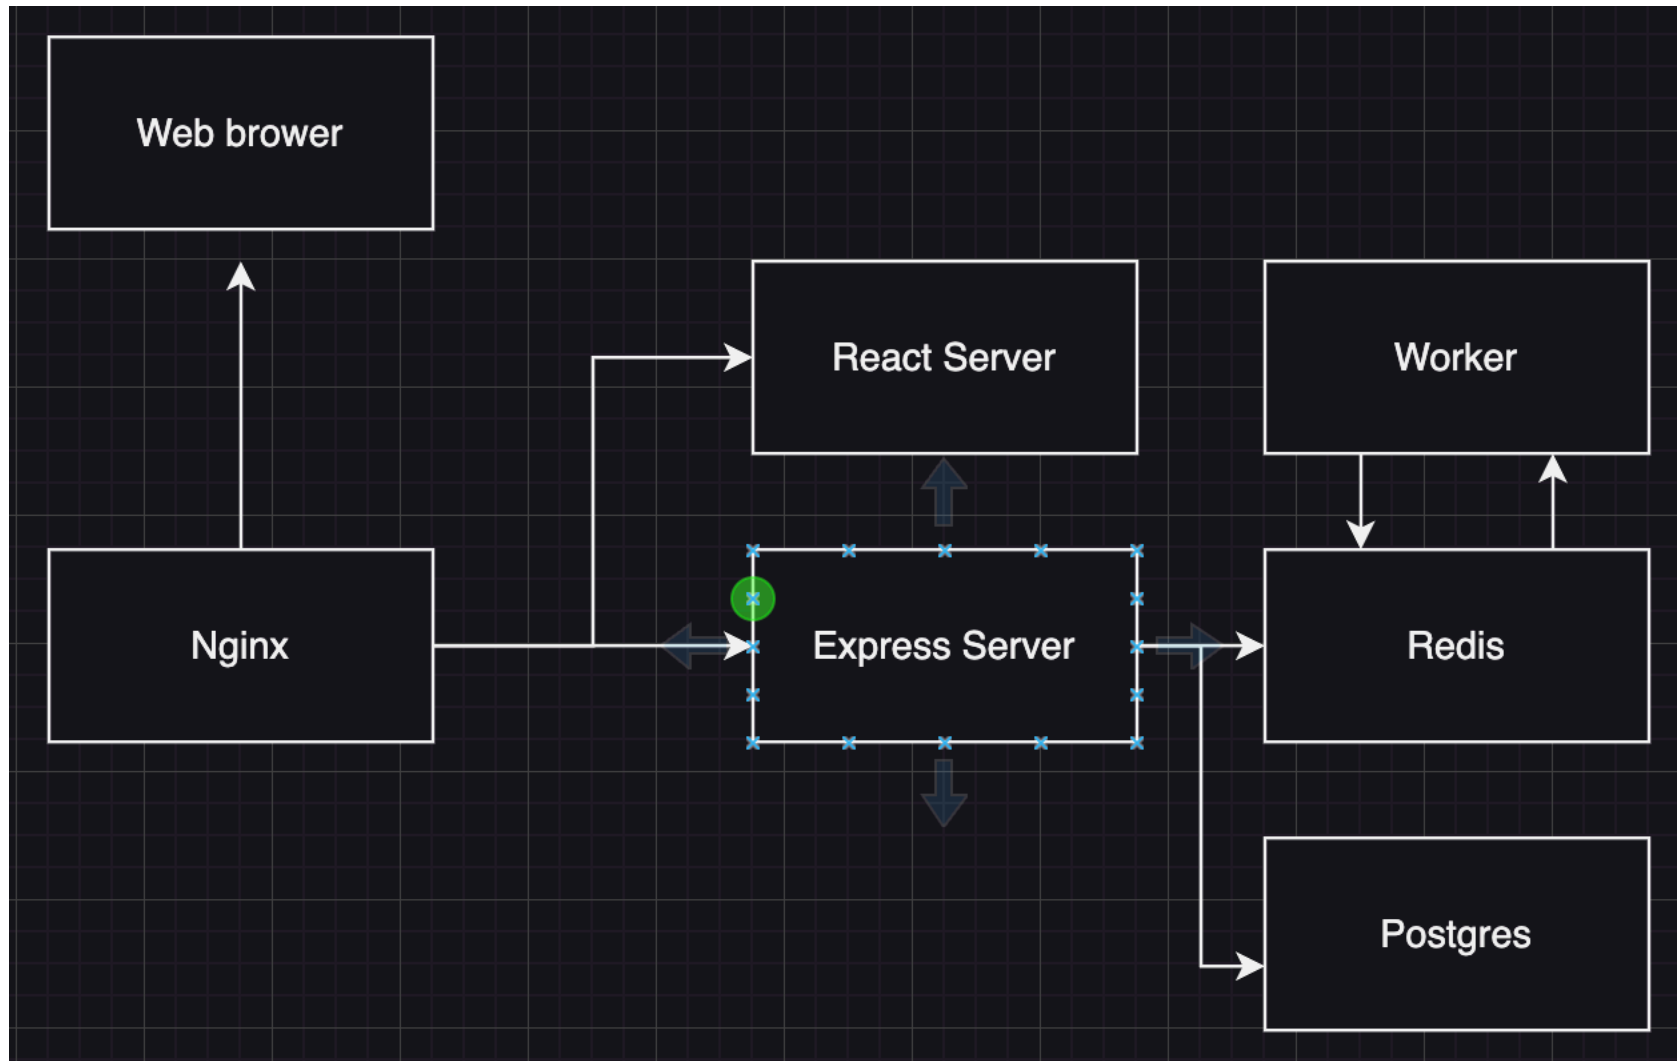 Web brower
React Server
Worker
Nginx
Express Server
Redis
Postgres